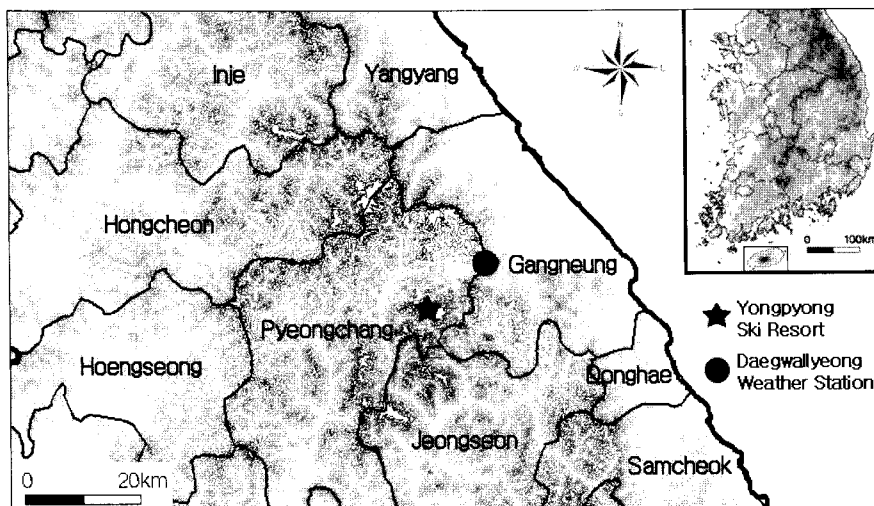 Inje
Yangyang
Hongcheon
Gangneung
Pyeongchang
Hoengseong
Donghae
Jeongseon
Samcheok
0 20km
0 100km
Yongpyong
Ski Resort
Daegwallyeong
Weather Station